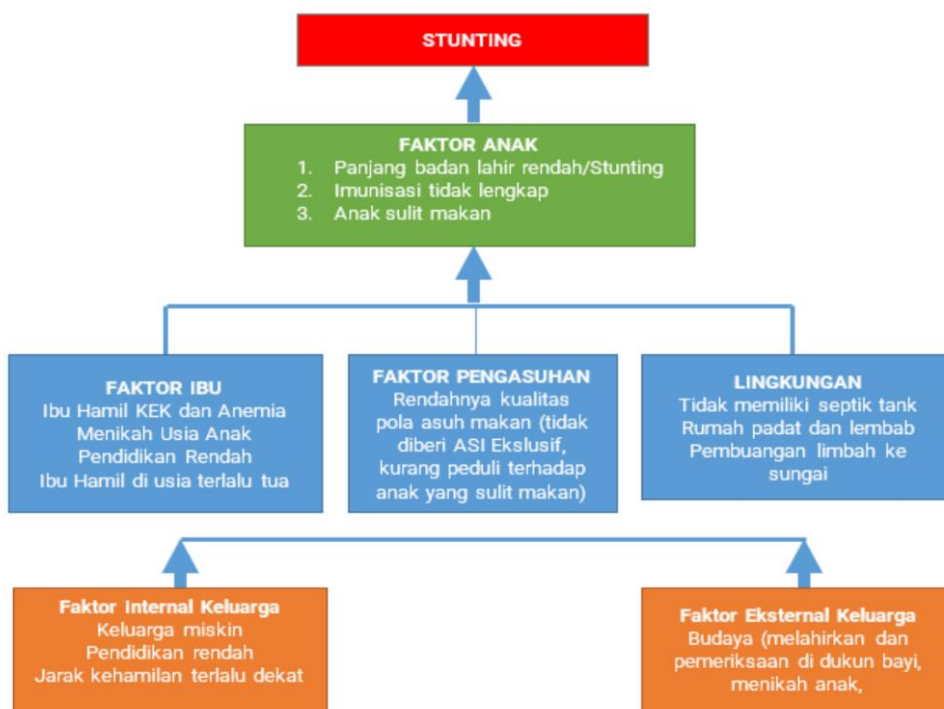 STUNTING
FAKTOR ANAK
1. Panjang badan lahir rendah/Stunting
2. Imunisasi tidak lengkap
3. Anak sulit makan
FAKTOR IBU
Ibu Hamil KEK dan Anemia
Menikah Usia Anak
Pendidikan Rendah
Ibu Hamil di usia terlalu tua
FAKTOR PENGASUHAN
Rendahnya kualitas
pola asuh makan (tidak
diberi ASI Ekslusif,
kurang peduli terhadap
anak yang sulit makan)
LINGKUNGAN
Tidak memiliki septik tank
Rumah padat dan lembab
Pembuangan limbah ke
sungai
Faktor Internal Keluarga
Keluarga miskin
Pendidikan rendah
Jarak kehamilan terlalu dekat
Faktor Eksternal Keluarga
Budaya (melahirkan dan
pemeriksaan di dukun bayi,
menikah anak,